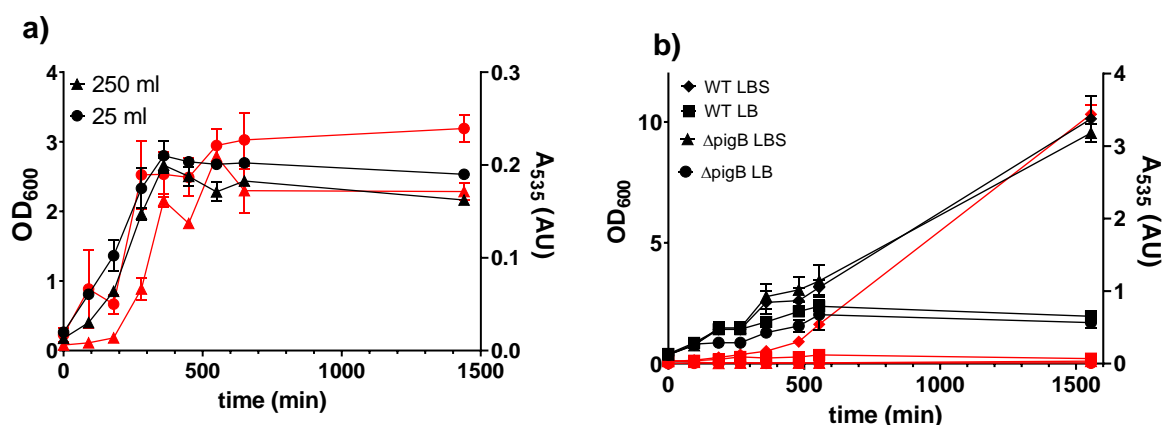 a)
250 ml
25 ml
4
3
2
1
0
OD600
0.3
0.2
0.1
0.0
A535 (AU)
0
500
1000
1500
time (min)
b)
WT LBS
WT LB
ΔpigB LBS
ΔpigB LB
10
5
0
OD600
4
3
2
1
0
A535 (AU)
0
500
1000
1500
time (min)